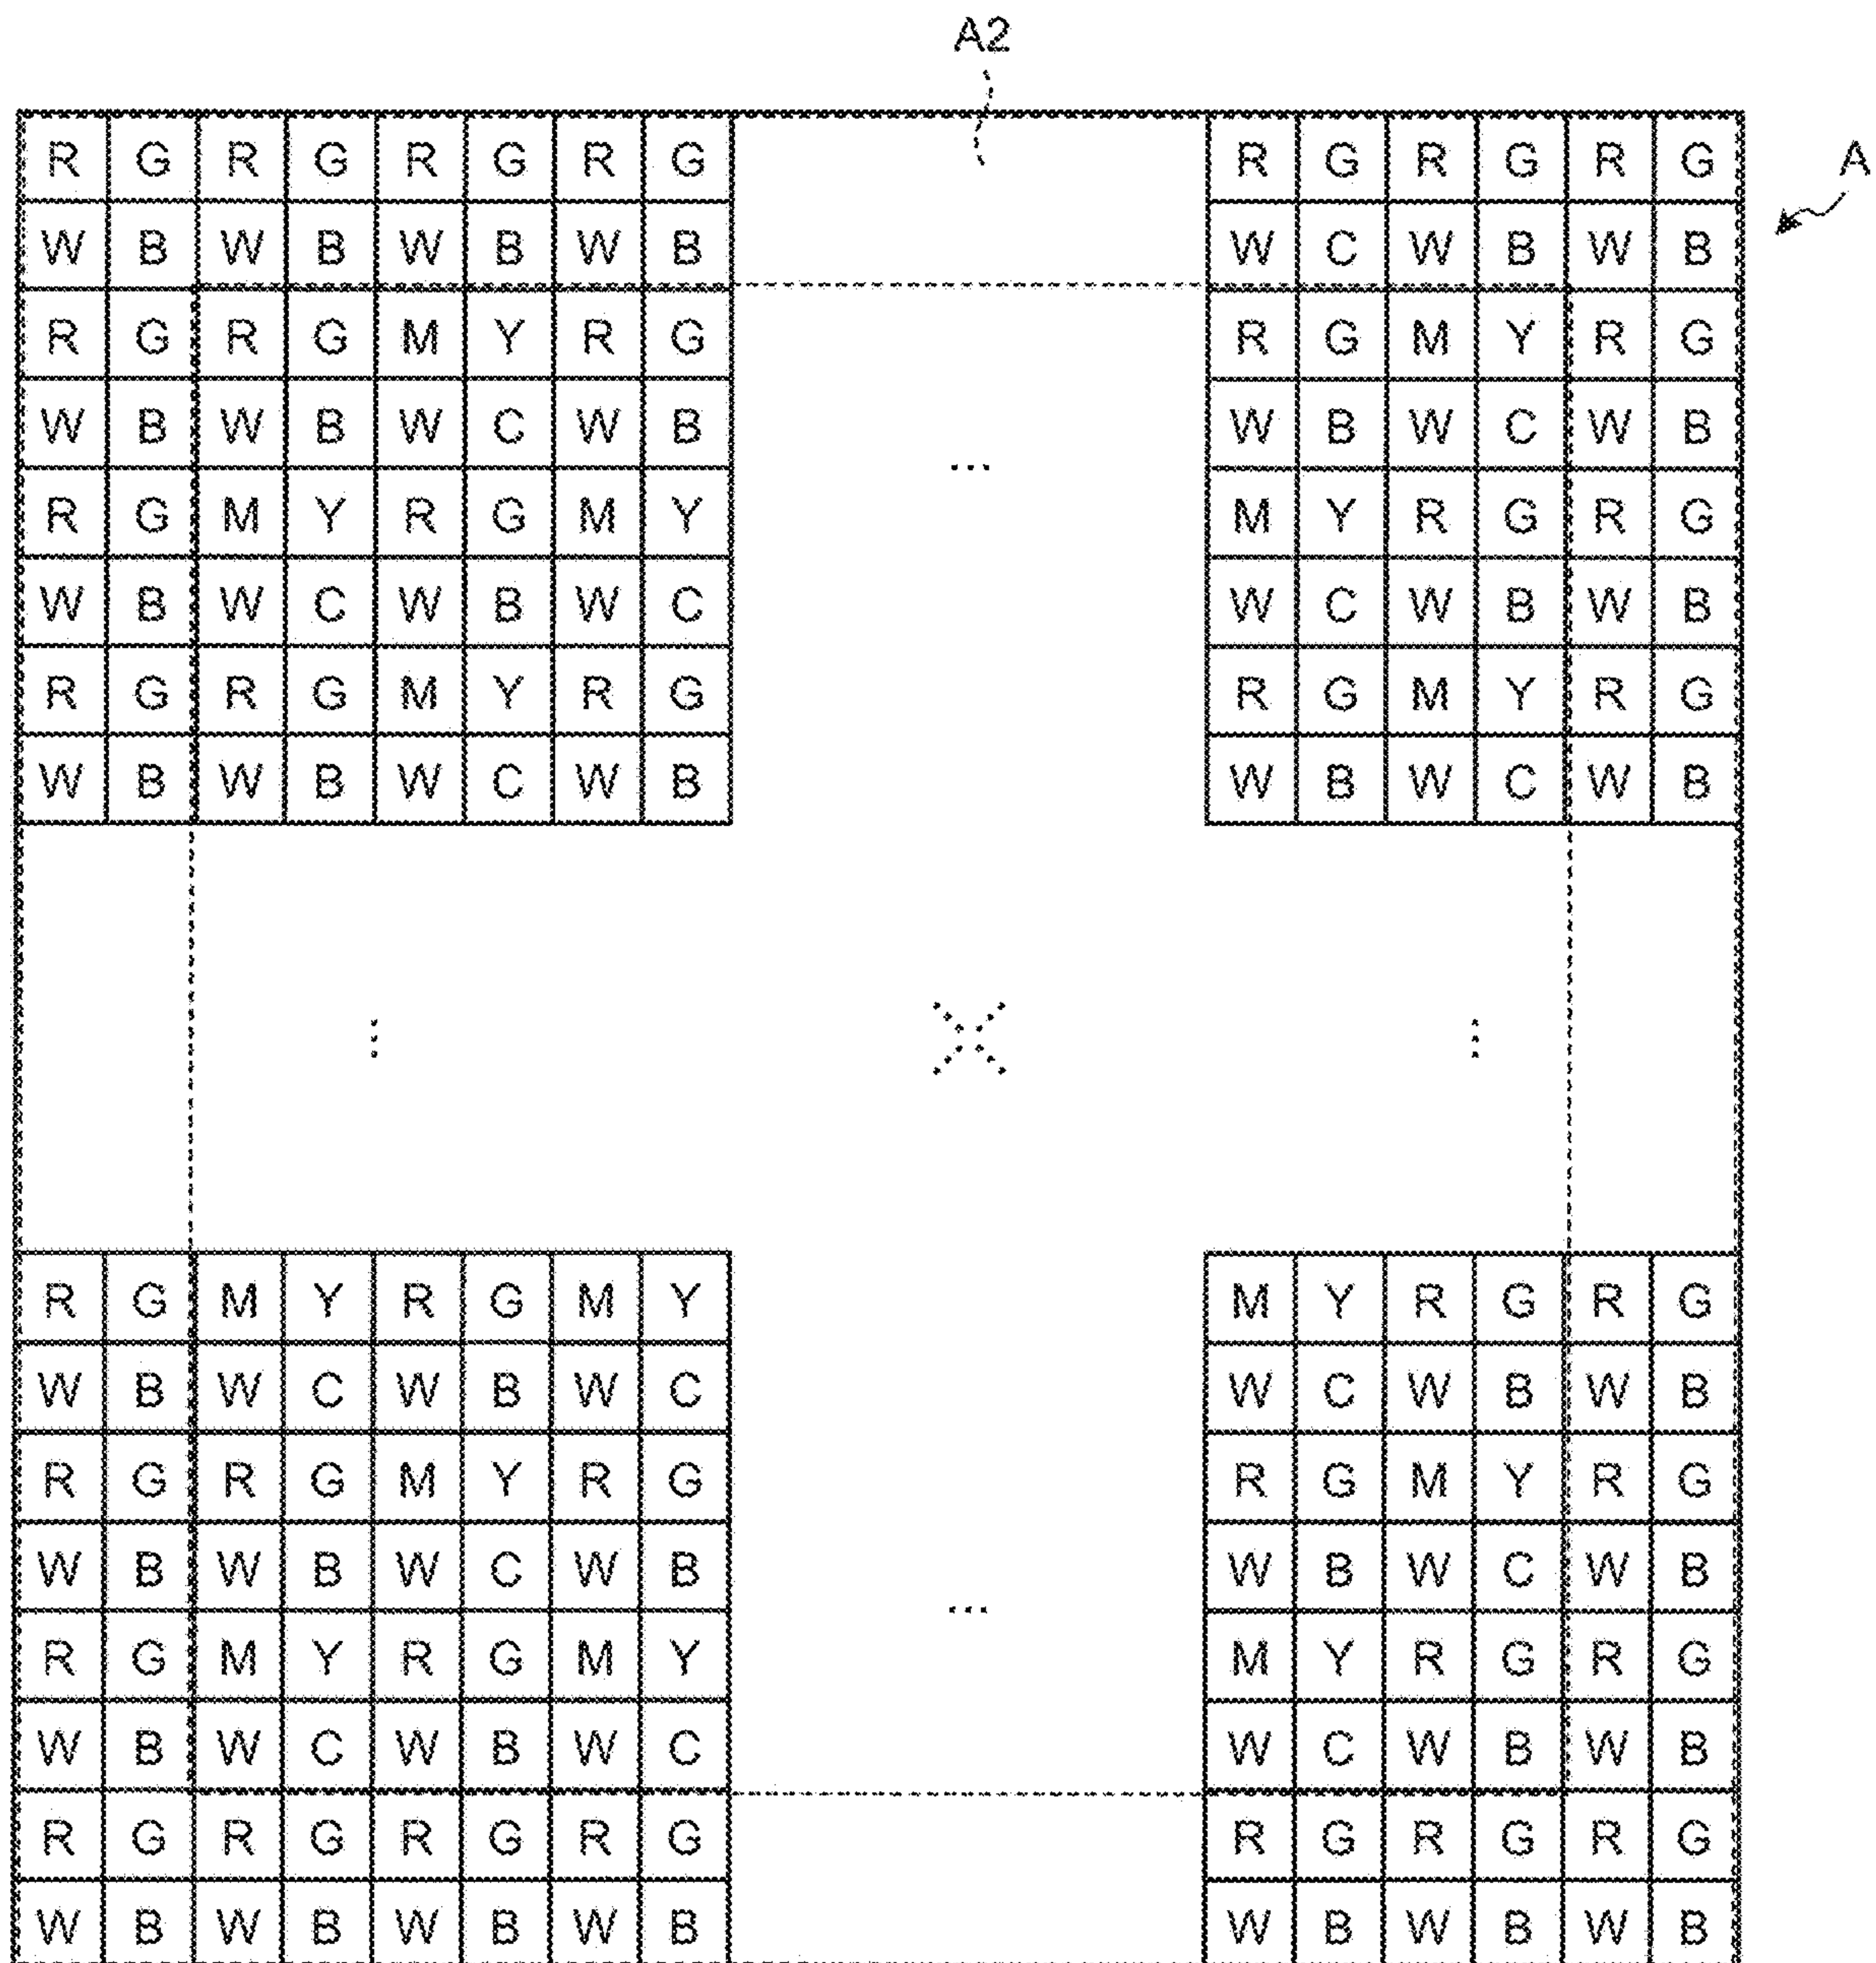 A2
A
R G R G R G R G R G R G R G
W B W B W B W B W C W B W B
R G R G M Y R G R G M Y R G
W B W B W C W B ... W B W C W B
R G M Y R G M Y M Y R G R G
W B W C W B W C W C W B W B
R G R G M Y R G R G M Y R G
W B W B W C W B W B W C W B
R G M Y R G M Y M Y R G R G
W B W C W B W C W C W B W B
R G R G M Y R G R G M Y R G
W B W B W C W B ... W B W C W B
R G M Y R G M Y M Y R G R G
W B W C W B W C W C W B W B
R G R G R G R G R G R G R G
W B W B W B W B W B W B W B